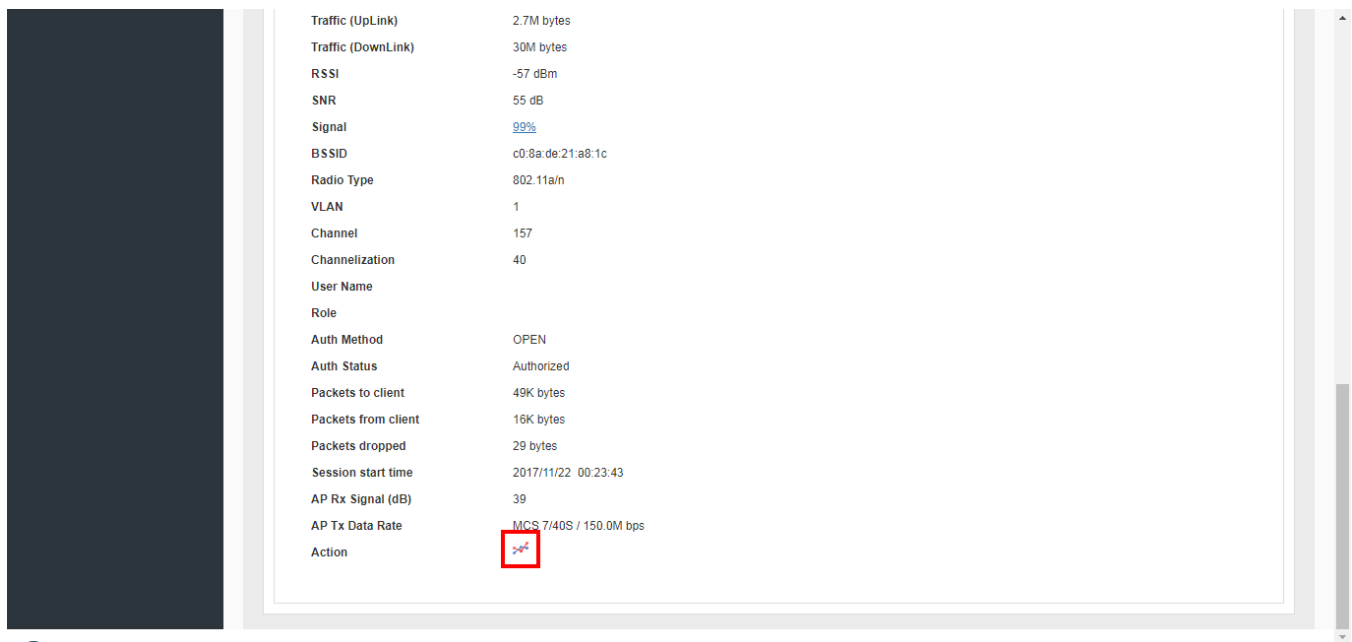 Traffic (UpLink) 2.7M bytes
Traffic (DownLink) 30M bytes
RSSI -57 dBm
SNR 55 dB
Signal 99%
BSSID c0:8a:de:21:a8:1c
Radio Type 802.11a/n
VLAN 1
Channel 157
Channelization 40
User Name
Role
Auth Method OPEN
Auth Status Authorized
Packets to client 49K bytes
Packets from client 16K bytes
Packets dropped 29 bytes
Session start time 2017/11/22 00:23:43
AP Rx Signal (dB) 39
AP Tx Data Rate MCS 7/40S / 150.0M bps
Action